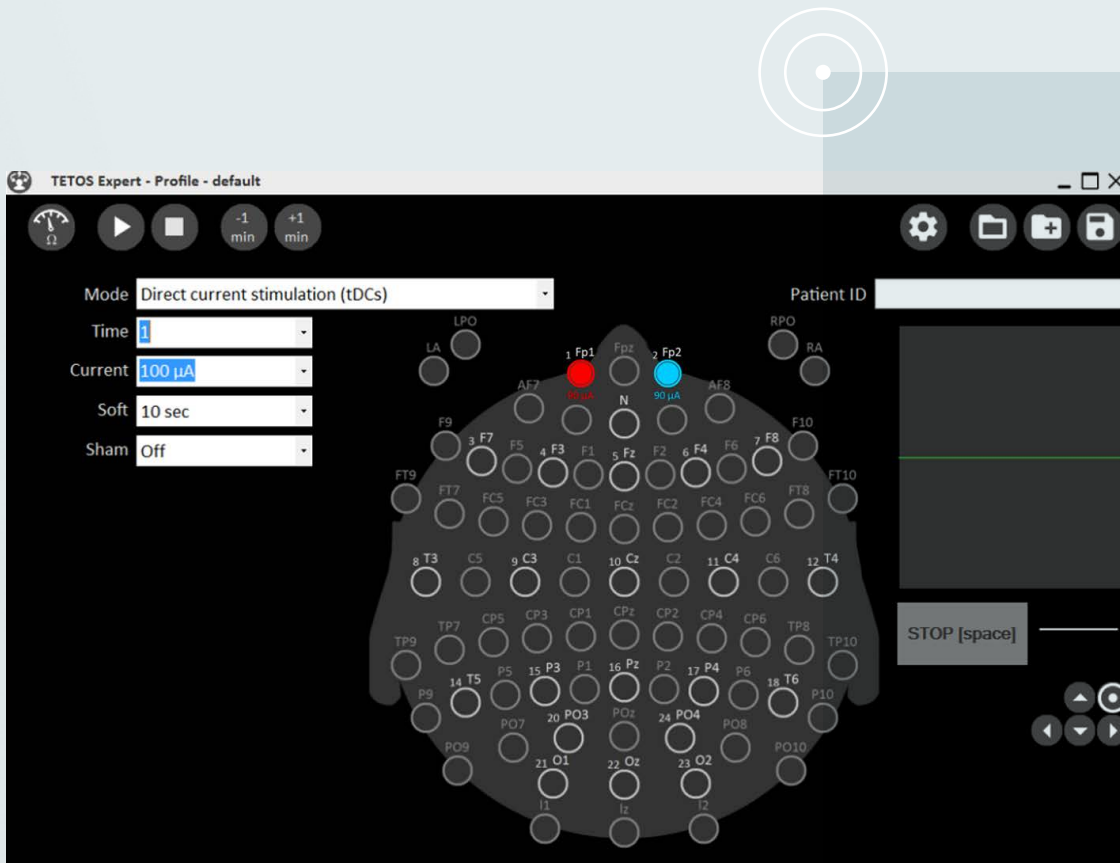 TETOS Expert - Profile - default
Ω
-1 min
+1 min
Mode Direct current stimulation (tDCs)
Patient ID
Time 1
Current 100 µA
Soft 10 sec
Sham Off
LPO RPO
LA RA
1 Fp1 Fpz 2 Fp2
AF7 90 µA AF8
N
F9 F10
3 F7 F5 4 F3 F1 5 Fz F2 6 F4 F6 7 F8
FT9 FT10
FT7 FC5 FC3 FC1 FCz FC2 FC4 FC6 FT8
8 T3 C5 9 C3 C1 10 Cz C2 11 C4 C6 12 T4
TP7 CP5 CP3 CP1 CPz CP2 CP4 CP6 TP8
TP9 TP10
STOP [space]
14 T5 P5 15 P3 P1 16 Pz P2 17 P4 P6 18 T6
P9 P10
PO7 20 PO3 POz 24 PO4 PO8
PO9 PO10
21 O1 22 Oz 23 O2
I1 Iz I2